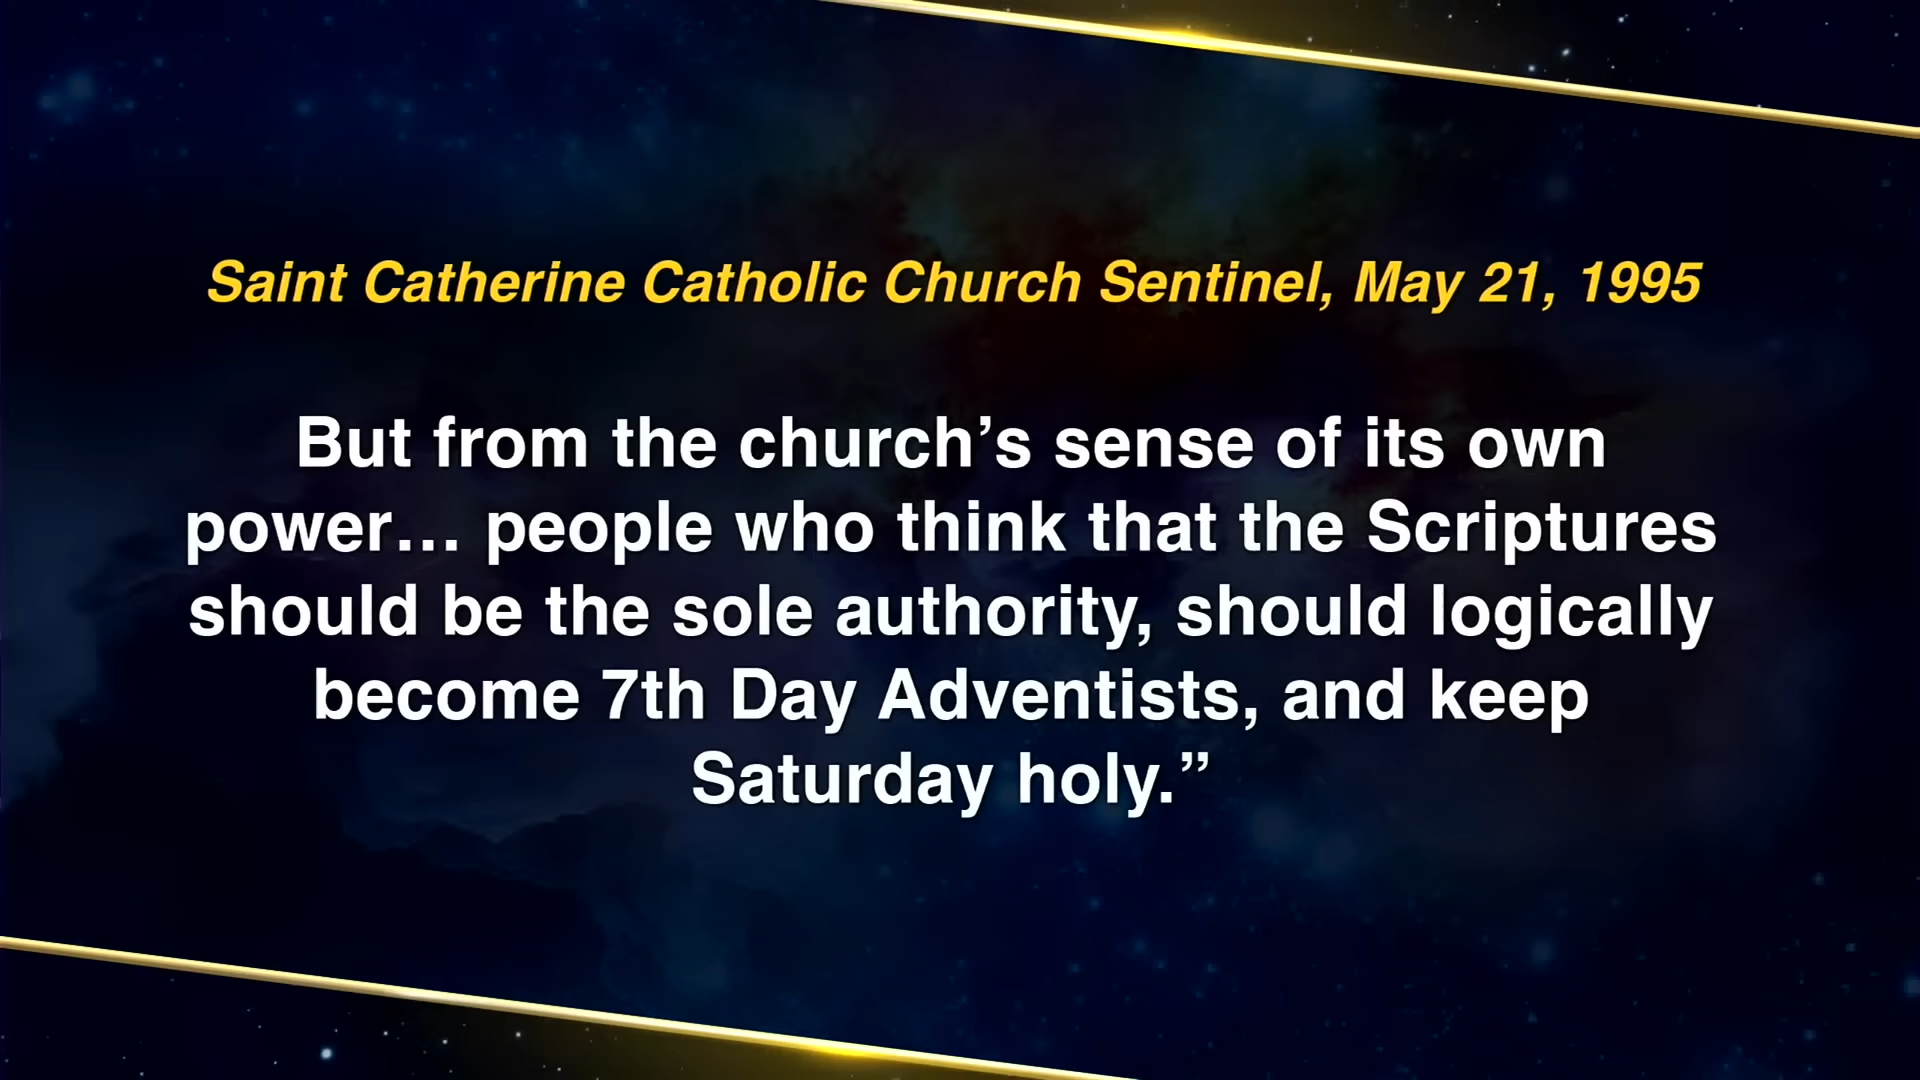 Saint Catherine Catholic Church Sentinel, May 21, 1995
But from the church’s sense of its own
power… people who think that the Scriptures
should be the sole authority, should logically
become 7th Day Adventists, and keep
Saturday holy.”